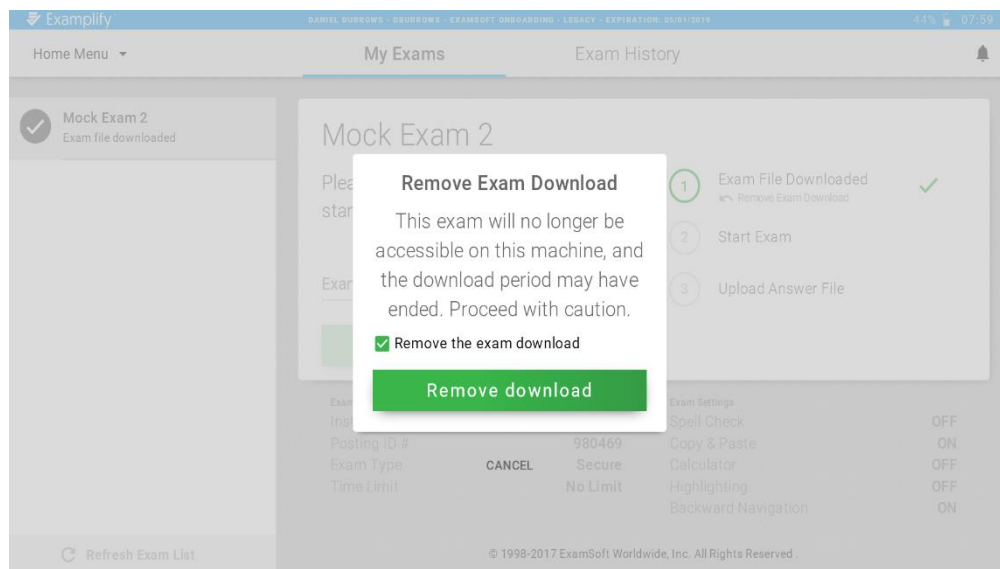 Examplify
DANIEL BURROWS - DBURROWS - EXAMSOFT ONBOARDING - LEGACY - EXPIRATION: 05/01/2019
44% 07:59
Home Menu
My Exams
Exam History
Mock Exam 2
Exam file downloaded
Mock Exam 2
Plea
star
Exam File Downloaded
Remove Exam Download
2 Start Exam
3 Upload Answer File
1
Remove Exam Download
This exam will no longer be
accessible on this machine, and
the download period may have
ended. Proceed with caution.
Remove the exam download
Remove download
CANCEL
Exam
Inst
Posting ID # 980469
Exam Type Secure
Time Limit No Limit
Exam Settings
Spell Check OFF
Copy & Paste ON
Calculator OFF
Highlighting OFF
Backward Navigation ON
Refresh Exam List
© 1998-2017 ExamSoft Worldwide, Inc. All Rights Reserved .